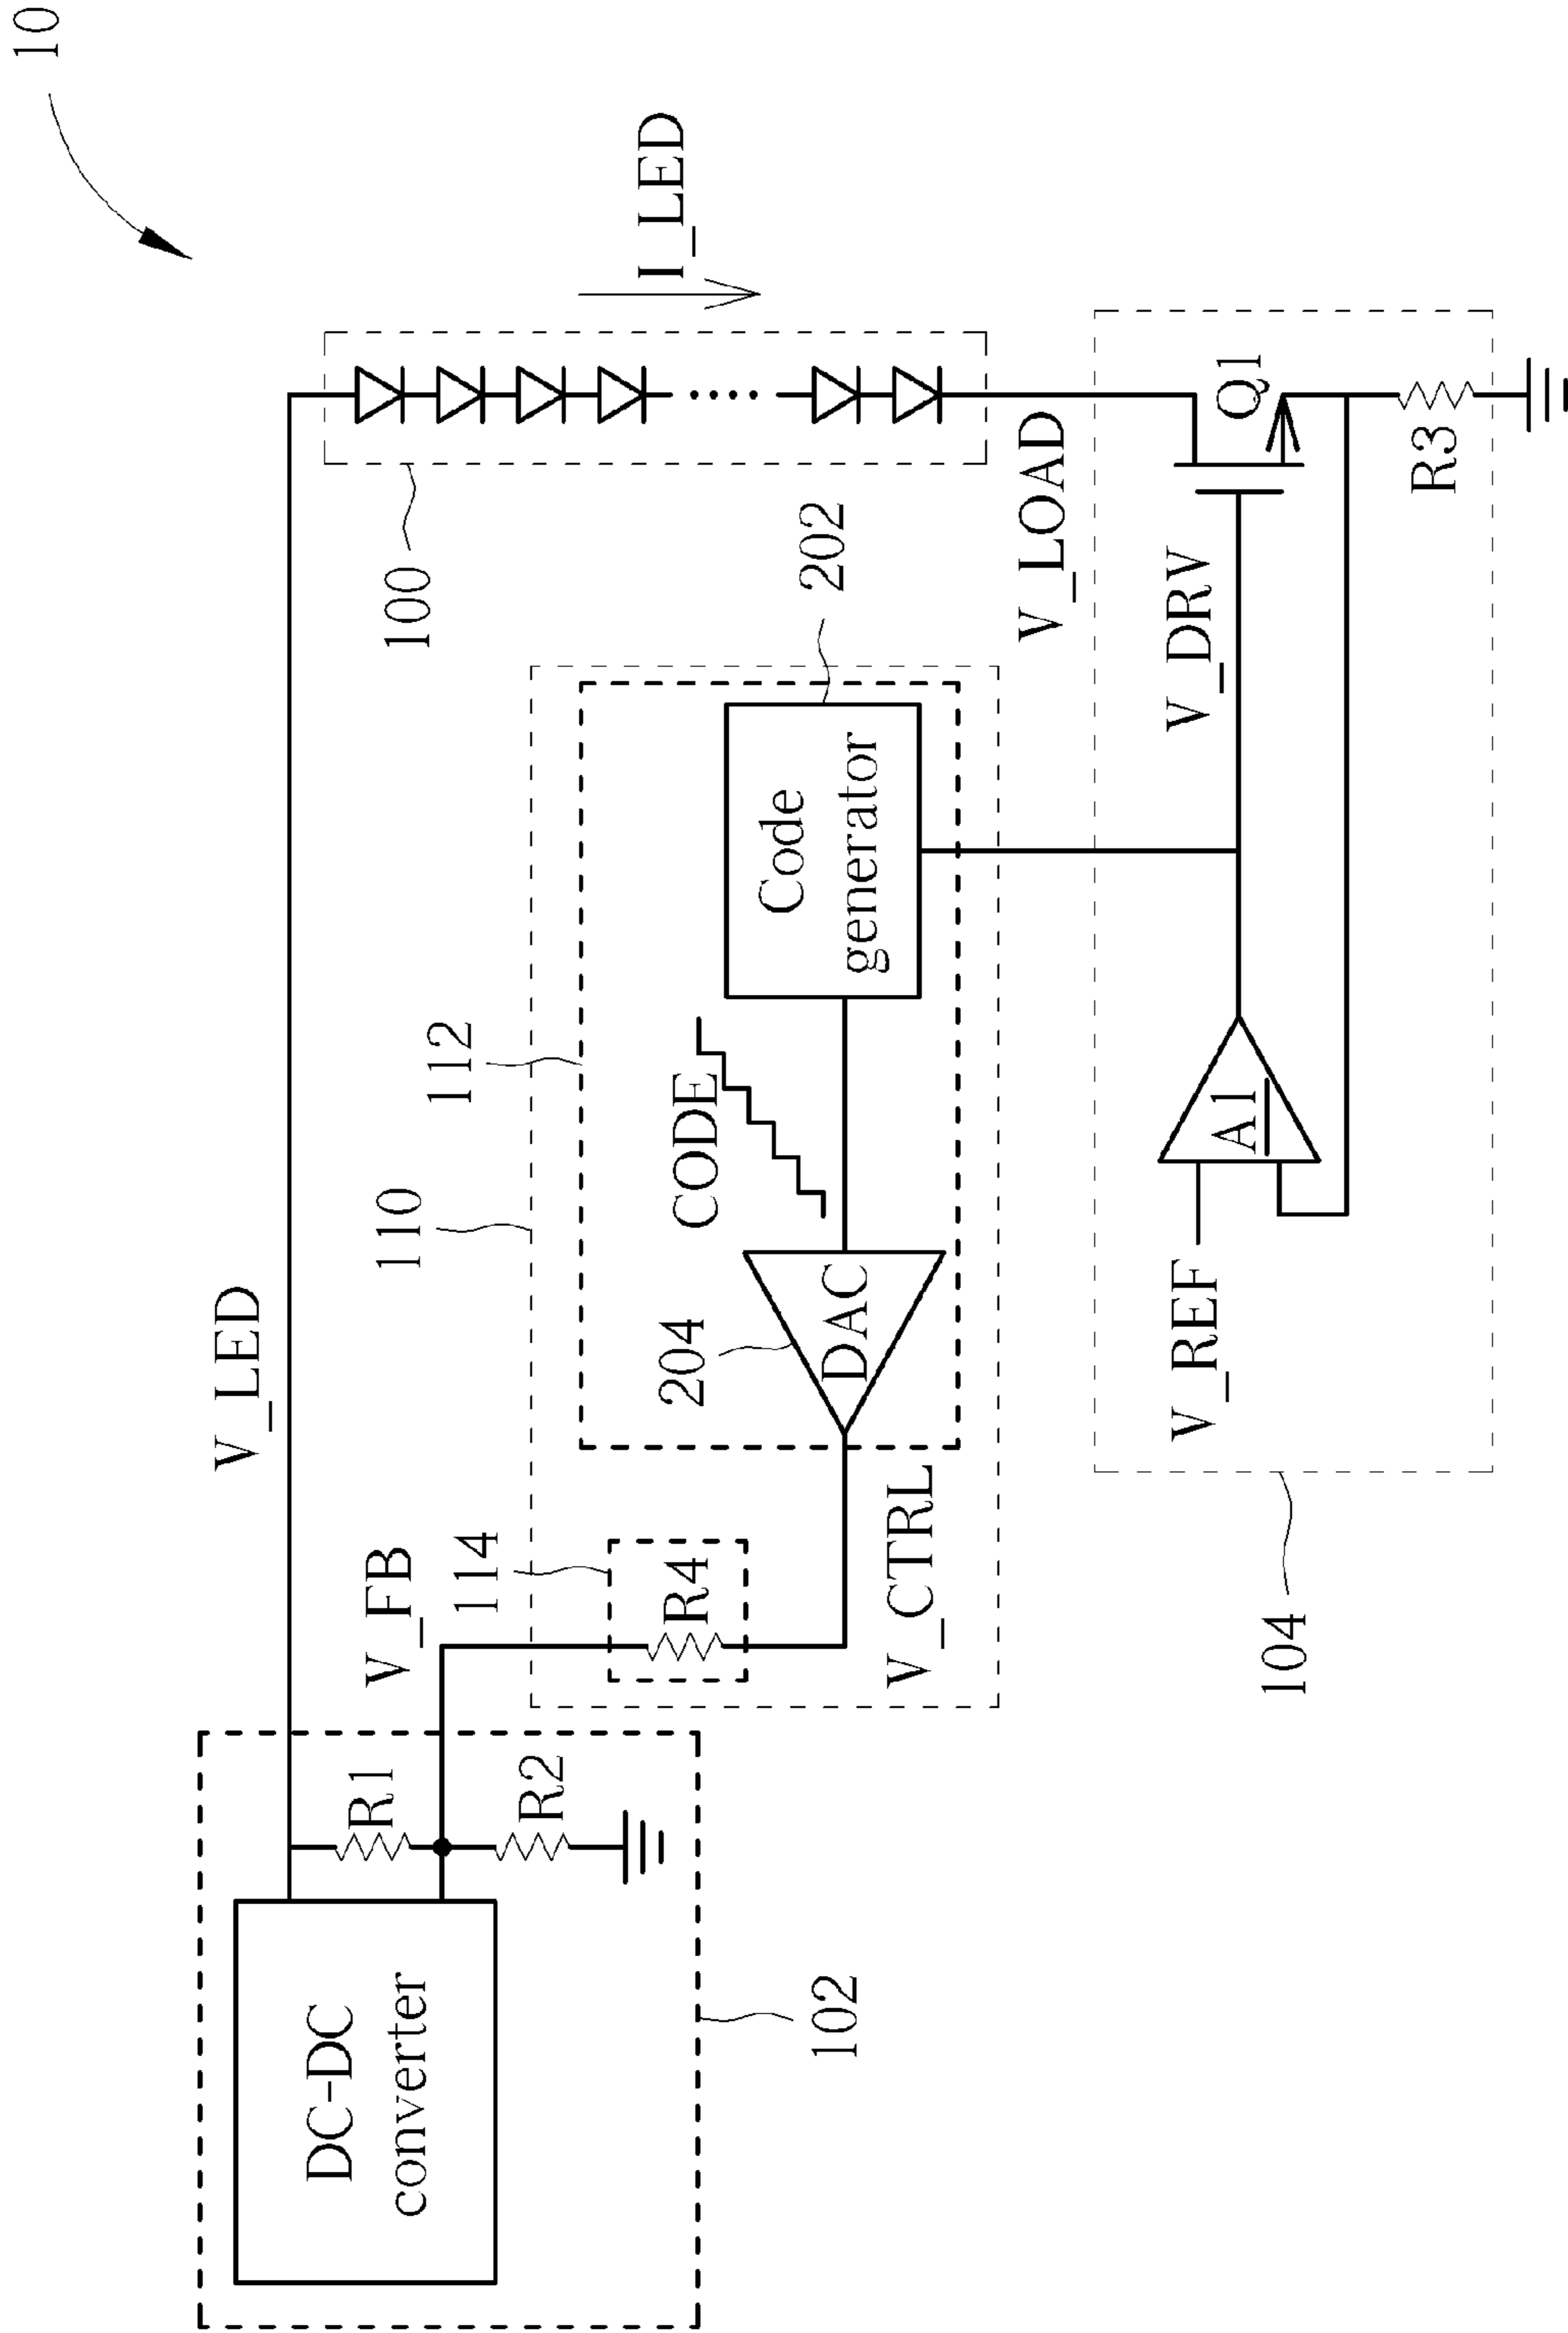 10
V_LED
I_LED
100
V_FB
114
110
112
202
V_LOAD
DC-DC
converter
R1
R2
R4
204
DAC
CODE
Code
generator
V_CTRL
102
V_REF
A1
V_DRV
Q1
R3
104